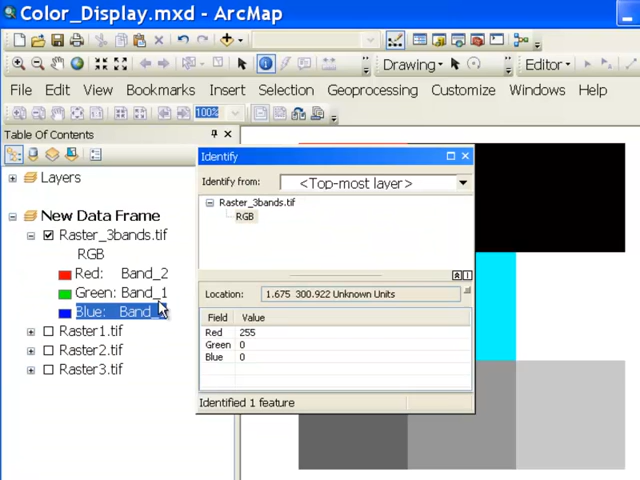 Color_Display.mxd - ArcMap
100%
Drawing
Editor
File Edit View Bookmarks Insert Selection Geoprocessing Customize Windows Help
Table Of Contents
Layers
New Data Frame
Raster_3bands.tif
RGB
Red: Band_2
Green: Band_1
Blue: Band_
Raster1.tif
Raster2.tif
Raster3.tif
Identify
Identify from: <Top-most layer>
Raster_3bands.tif
RGB
Location: 1.675 300.922 Unknown Units
Field Value
Red 255
Green 0
Blue 0
Identified 1 feature